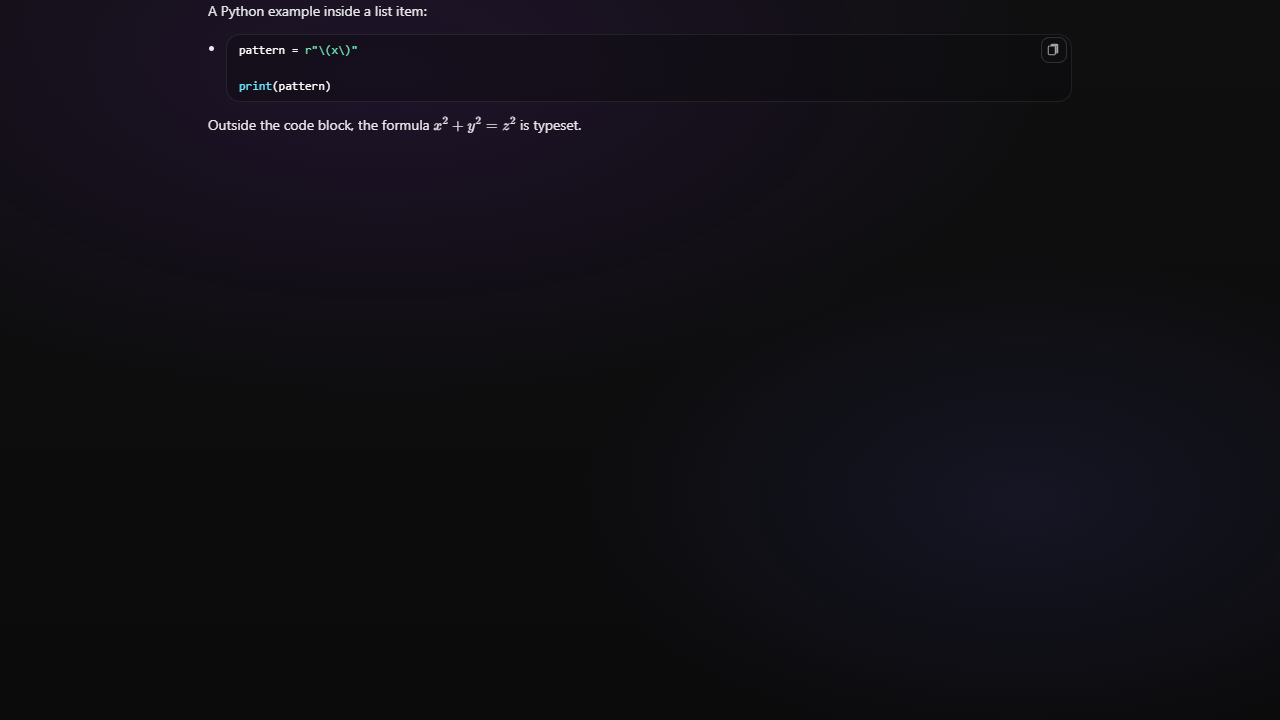 A Python example inside a list item:
• pattern = r"\(x\)"
print(pattern)
Outside the code block, the formula x² + y² = z² is typeset.